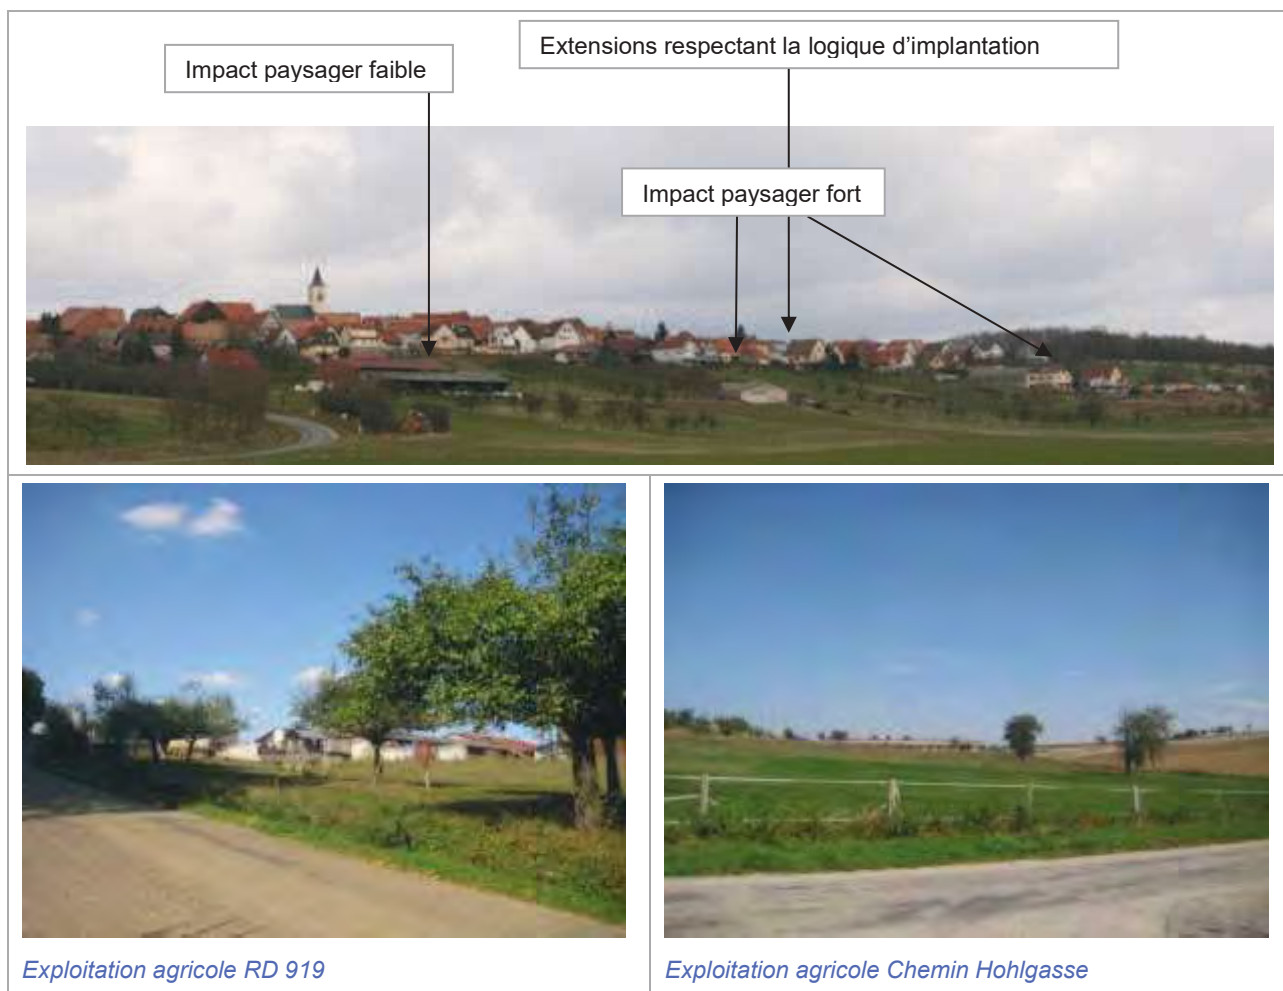 Extensions respectant la logique d’implantation
Impact paysager faible
Impact paysager fort
Exploitation agricole RD 919
Exploitation agricole Chemin Hohlgasse